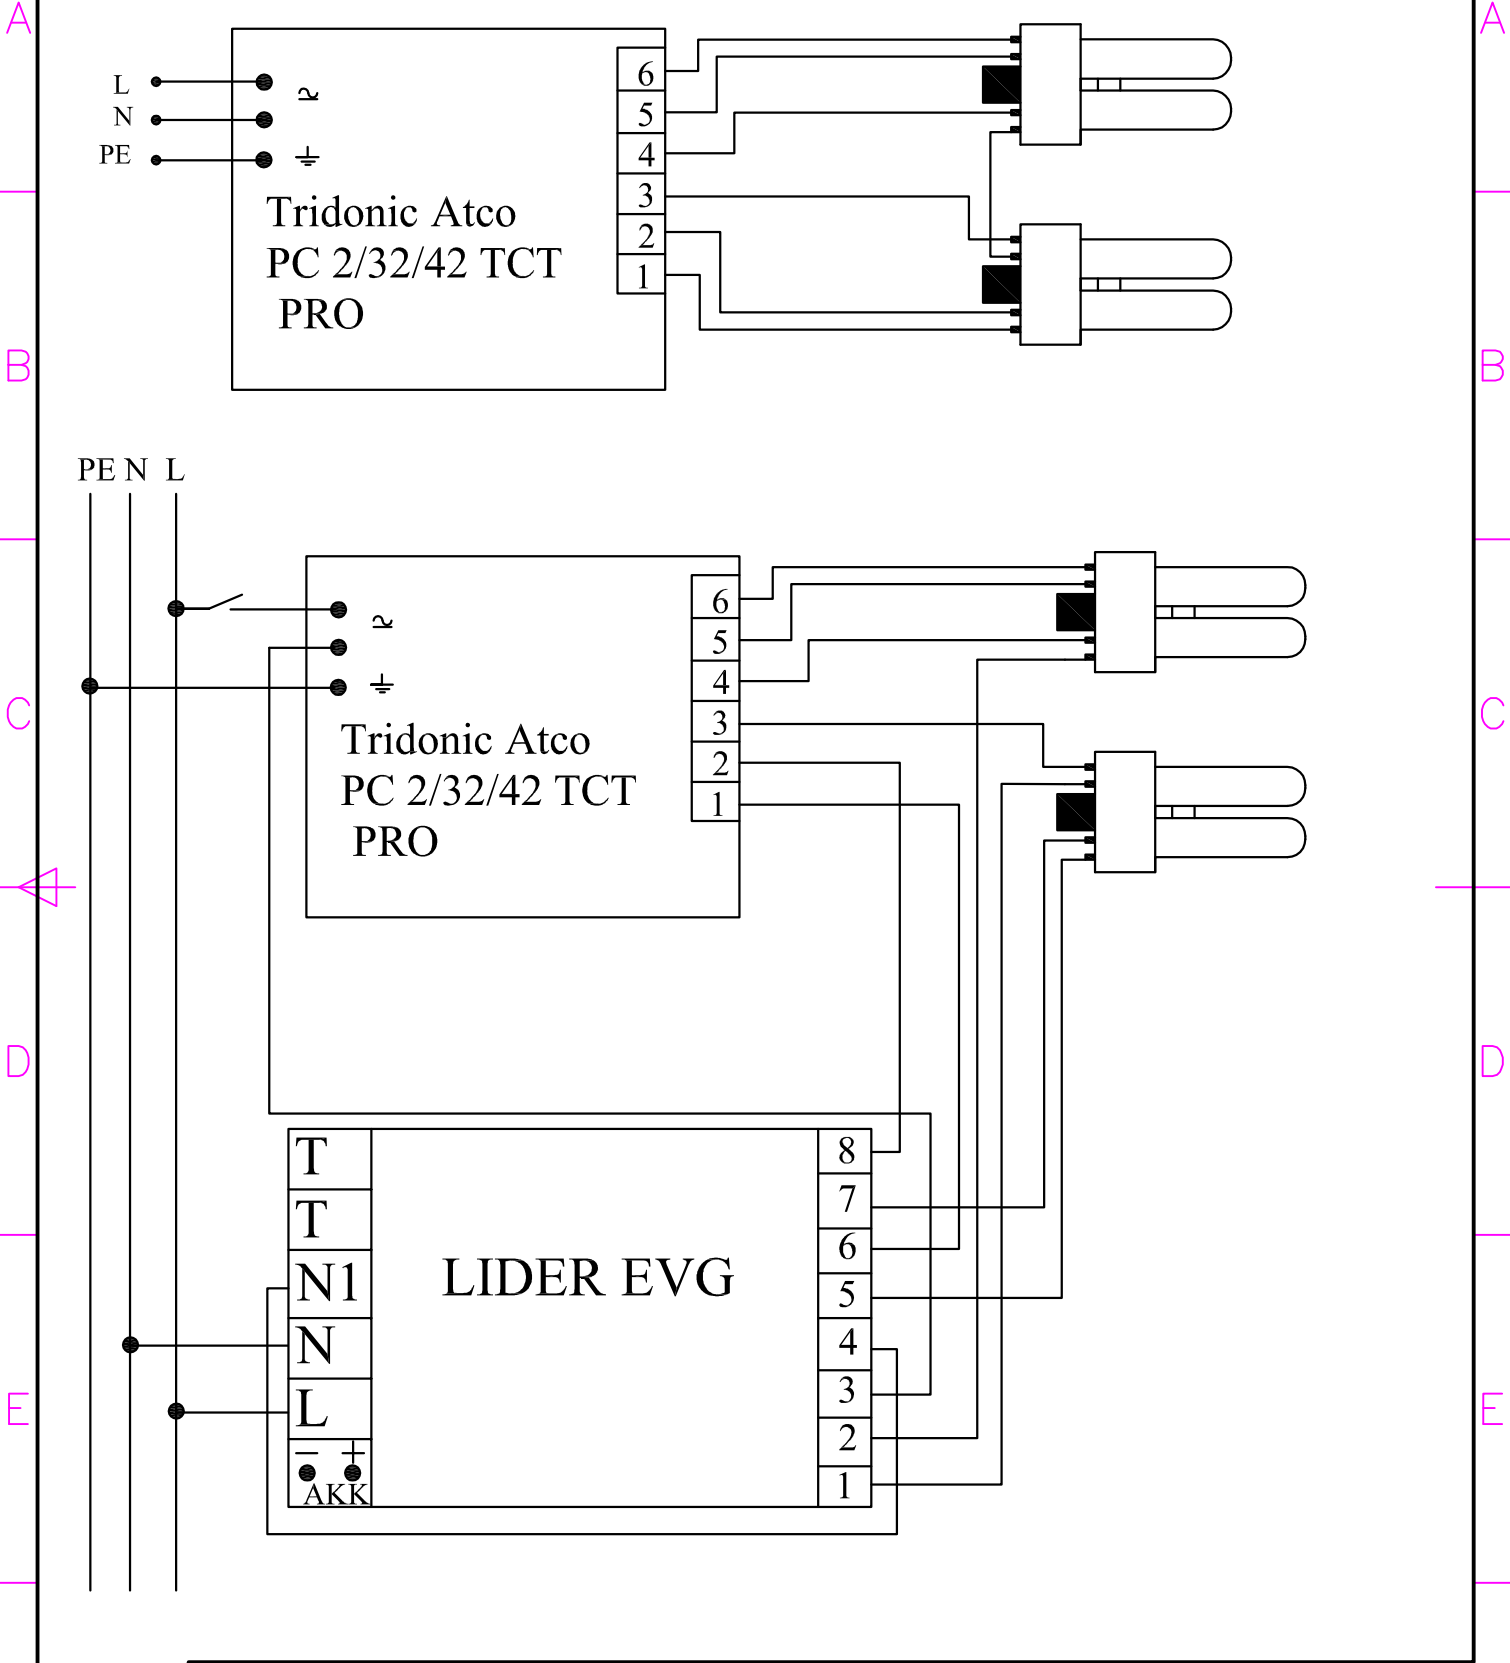 A A
L
N
PE
6
5
4
3
2
1
Tridonic Atco
PC 2/32/42 TCT
PRO
B B
PE N L
6
5
4
3
2
1
C C
Tridonic Atco
PC 2/32/42 TCT
PRO
D D
T
T
N1
N
L
− +
AKK
LIDER EVG
8
7
6
5
4
3
2
1
E E